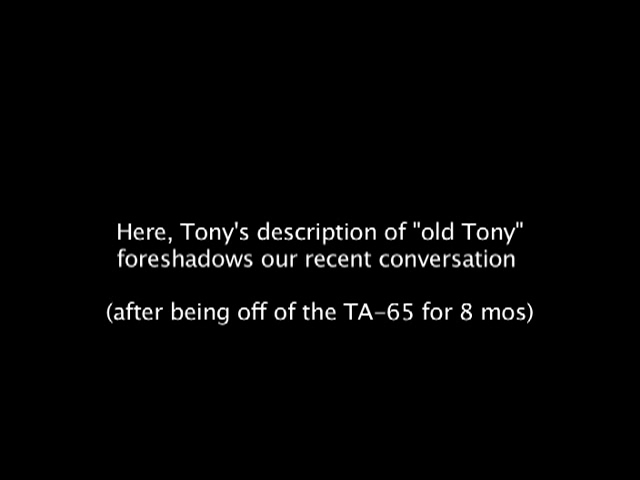 Here, Tony's description of "old Tony"
foreshadows our recent conversation
(after being off of the TA-65 for 8 mos)